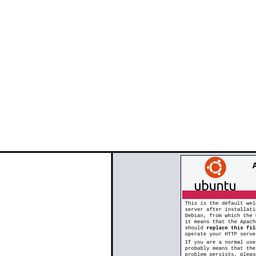 ubuntu
This is the default wel
server after installati
Debian, from which the
it means that the Apach
should replace this fil
operate your HTTP serve
If you are a normal use
probably means that the
problem persists, pleas